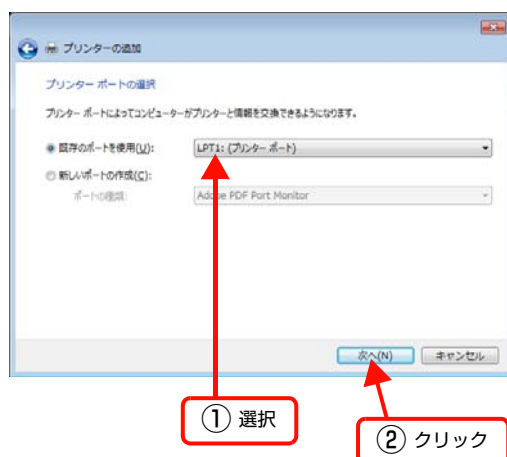 プリンターの追加
プリンター ポートの選択
プリンター ポートによってコンピューターがプリンターと情報を交換できるようになります。
既存のポートを使用(U): LPT1: (プリンター ポート)
新しいポートの作成(C):
ポートの種類: Adobe PDF Port Monitor
次へ(N) キャンセル
① 選択
② クリック